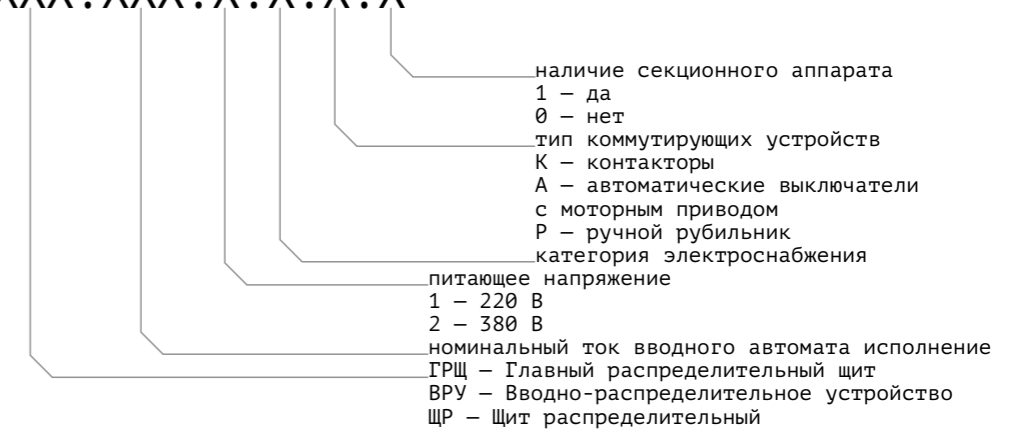 XXX.XXX.X.X.X.X
наличие секционного аппарата
1 — да
0 — нет
тип коммутирующих устройств
К — контакторы
А — автоматические выключатели
с моторным приводом
Р — ручной рубильник
категория электроснабжения
питающее напряжение
1 — 220 В
2 — 380 В
номинальный ток вводного автомата исполнение
ГРЩ — Главный распределительный щит
ВРУ — Вводно-распределительное устройство
ЩР — Щит распределительный